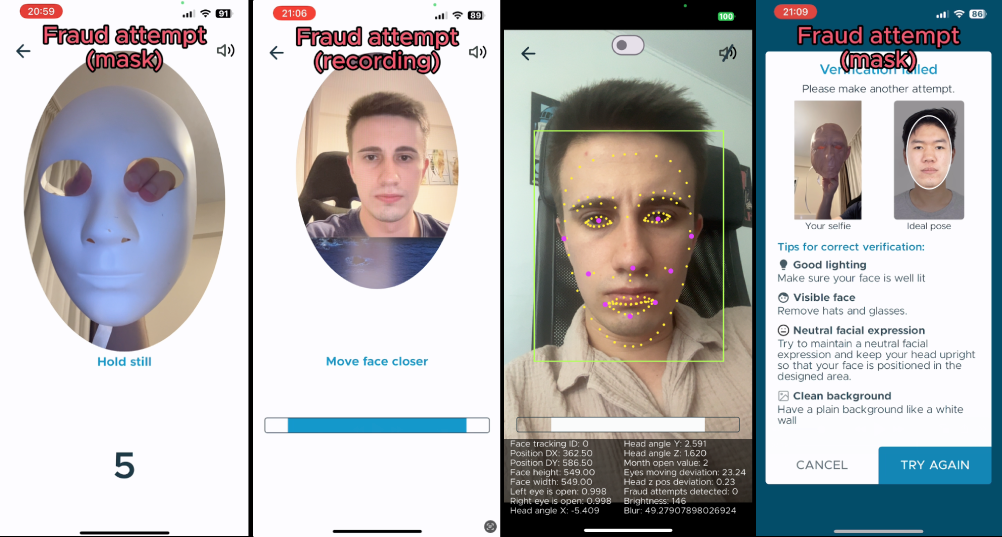 20:59
91
Fraud attempt
(mask)
Hold still
5
21:06
89
Fraud attempt
(recording)
Move face closer
100
Face tracking ID: 0
Position DX: 362.50
Position DY: 586.50
Face height: 549.00
Face width: 549.00
Left eye is open: 0.998
Right eye is open: 0.998
Head angle X: -5.409
Head angle Y: 2.591
Head angle Z: 1.620
Month open value: 2
Eyes moving deviation: 23.24
Head z pos deviation: 0.23
Fraud attempts detected: 0
Brightness: 146
Blur: 49.27907898026924
21:09
86
Fraud attempt
(mask)
Verification failed
Please make another attempt.
Your selfie
Ideal pose
Tips for correct verification:
Good lighting
Make sure your face is well lit
Visible face
Remove hats and glasses.
Neutral facial expression
Try to maintain a neutral facial
expression and keep your head upright
so that your face is positioned in the
designed area.
Clean background
Have a plain background like a white
wall
CANCEL
TRY AGAIN